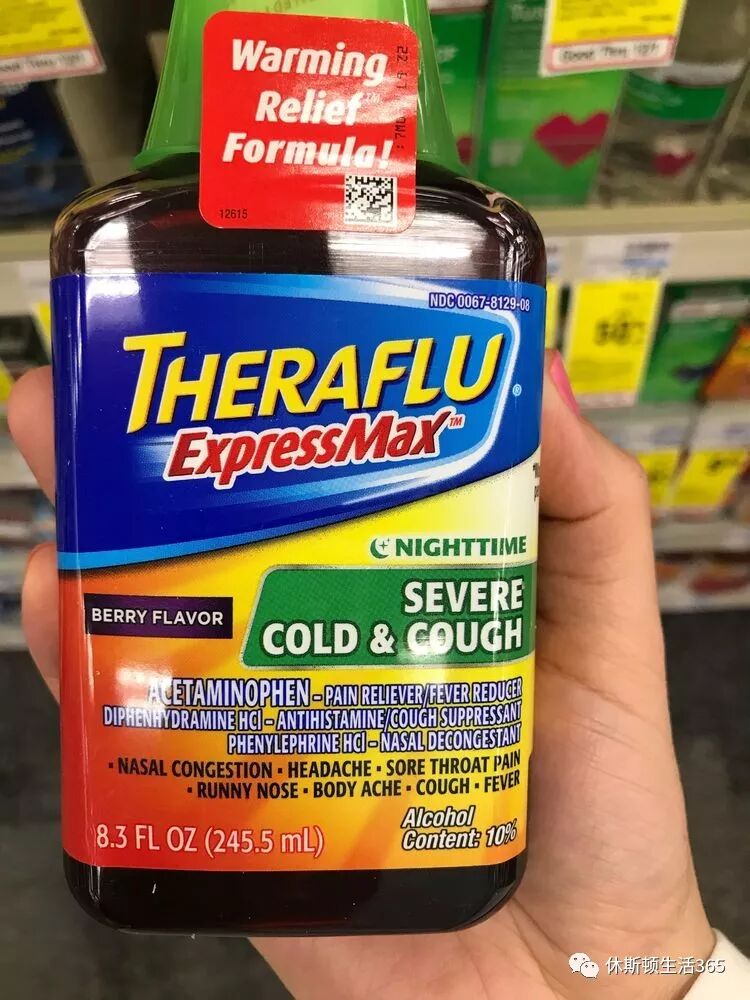 Warming
Relief™
Formula!
12615
NDC 0067-8129-08
THERAFLU®
EXPRESSMAX™
NIGHTTIME
BERRY FLAVOR
SEVERE
COLD & COUGH
ACETAMINOPHEN – PAIN RELIEVER/FEVER REDUCER
DIPHENHYDRAMINE HCl – ANTIHISTAMINE/COUGH SUPPRESSANT
PHENYLEPHRINE HCl – NASAL DECONGESTANT
• NASAL CONGESTION • HEADACHE • SORE THROAT PAIN
• RUNNY NOSE • BODY ACHE • COUGH • FEVER
Alcohol
Content: 10%
8.3 FL OZ (245.5 mL)
休斯顿生活365